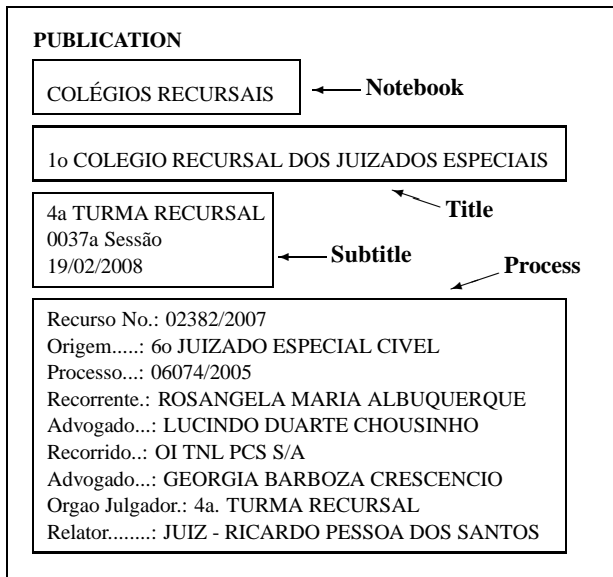 PUBLICATION
COLÉGIOS RECURSAIS
Notebook
1o COLEGIO RECURSAL DOS JUIZADOS ESPECIAIS
Title
4a TURMA RECURSAL
0037a Sessão
19/02/2008
Subtitle
Process
Recurso No.: 02382/2007
Origem.....: 6o JUIZADO ESPECIAL CIVEL
Processo...: 06074/2005
Recorrente.: ROSANGELA MARIA ALBUQUERQUE
Advogado...: LUCINDO DUARTE CHOUSINHO
Recorrido..: OI TNL PCS S/A
Advogado...: GEORGIA BARBOZA CRESCENCIO
Orgao Julgador.: 4a. TURMA RECURSAL
Relator........: JUIZ - RICARDO PESSOA DOS SANTOS